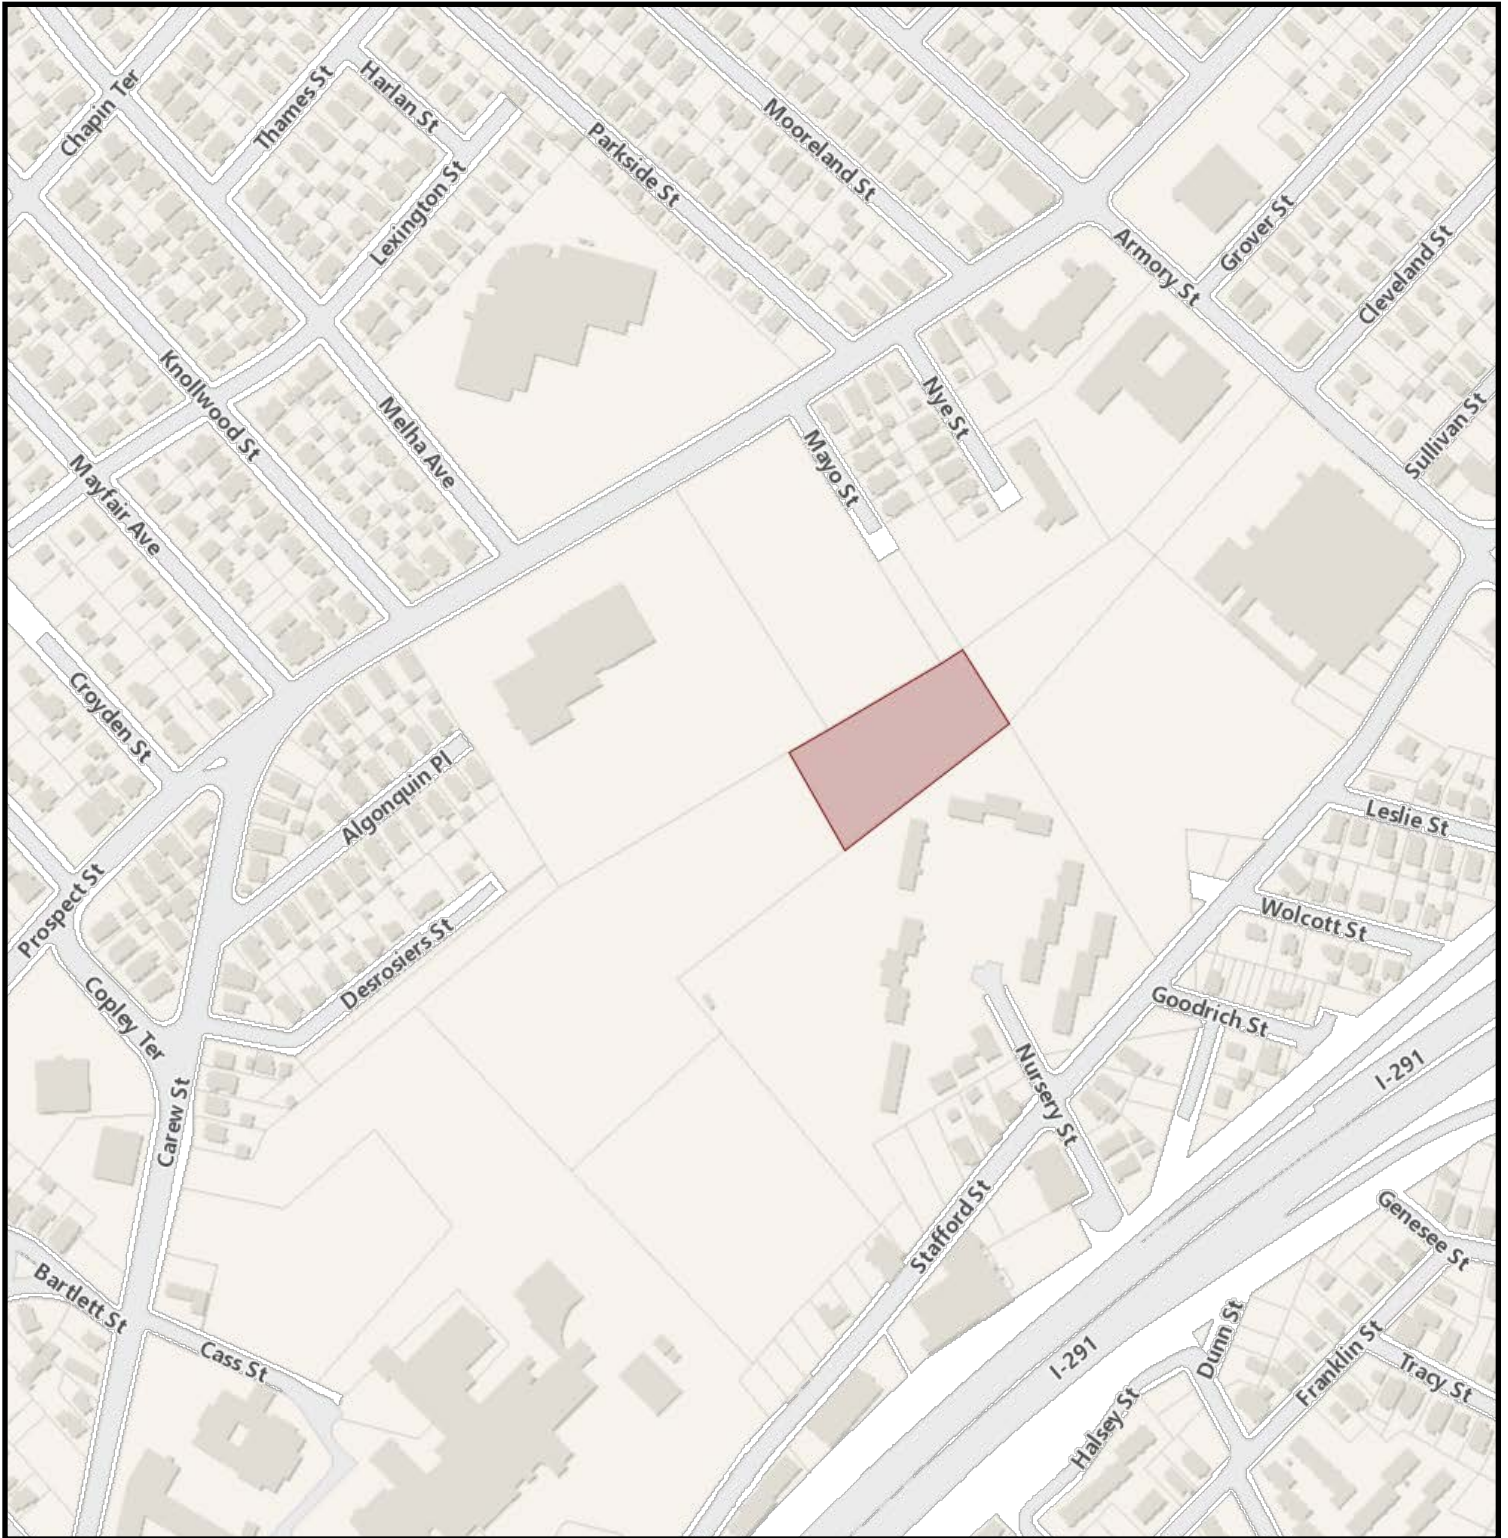 Chapin Ter
Thames St
Harlan St
Lexington St
Parkside St
Mooreland St
Armory St
Grover St
Cleveland St
Sullivan St
Knollwood St
Melha Ave
Nye St
Mayo St
Mayfair Ave
Croyden St
Algonquin Pl
Leslie St
Prospect St
Wolcott St
Desrosiers St
Copley Ter
Goodrich St
Nursery St
I-291
Carew St
Stafford St
Genesee St
Bartlett St
Cass St
Dunn St
I-291
Franklin St
Tracy St
Halsey St